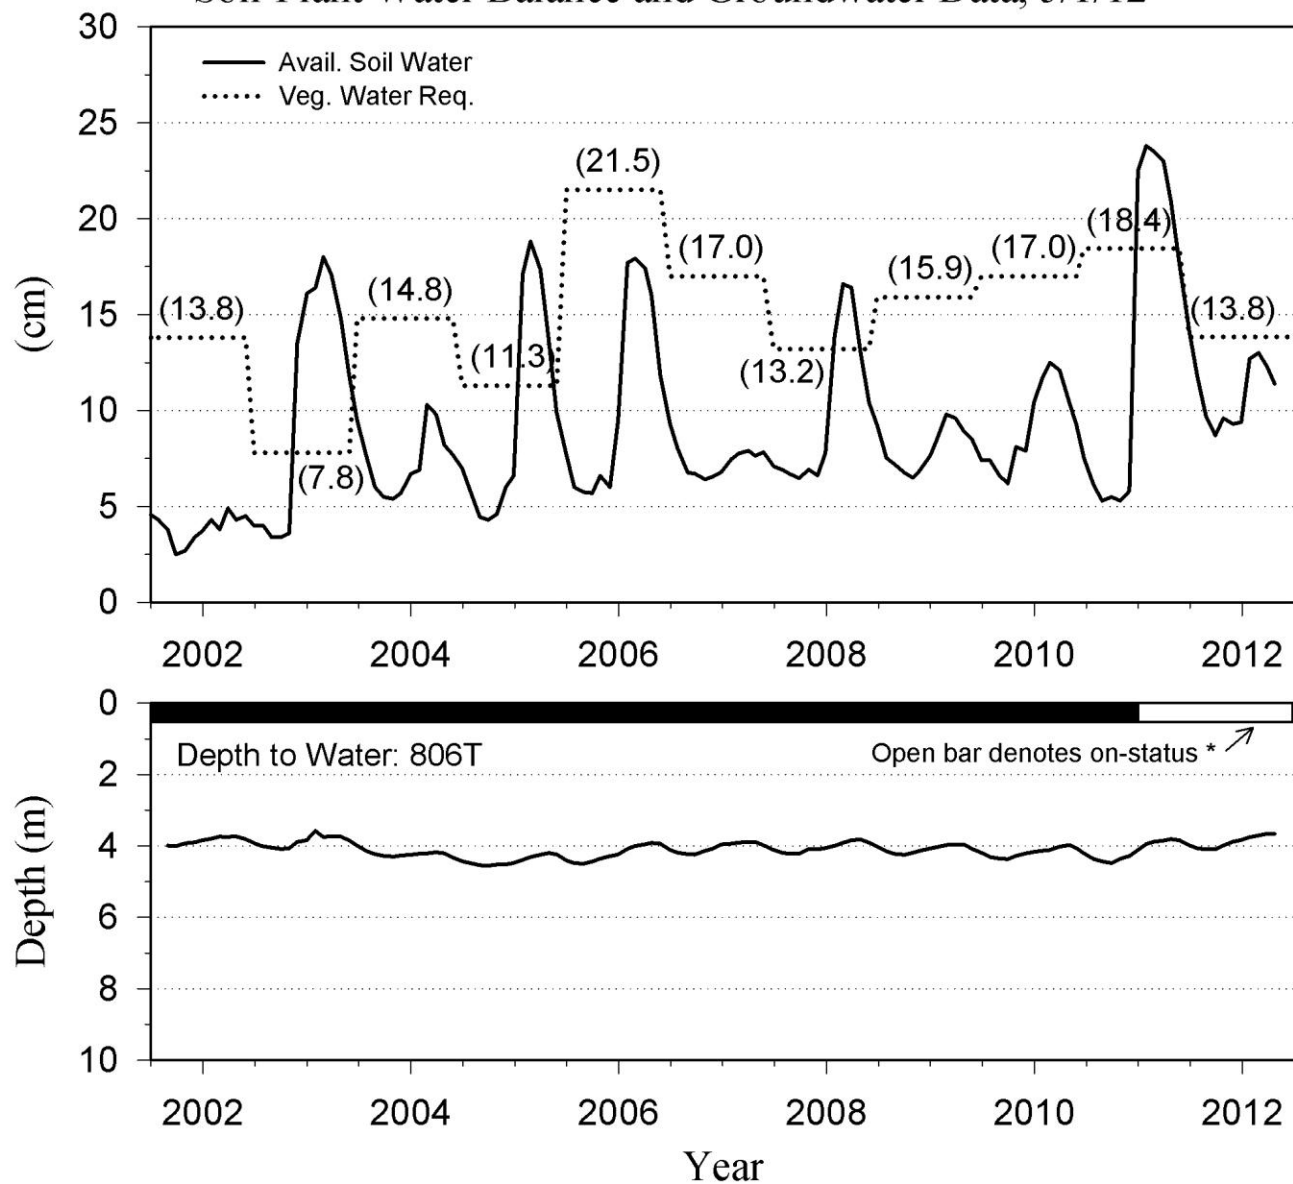 Soil-Plant-Water Balance and Groundwater Data, 5/1/12
30
Avail. Soil Water
Veg. Water Req.
25
(21.5)
20
(18.4)
(17.0)
(15.9)
(17.0)
(13.8)
(14.8)
(13.8)
15
(cm)
(11.3)
(13.2)
10
(7.8)
5
0
2002 2004 2006 2008 2010 2012
0
Depth to Water: 806T
Open bar denotes on-status *
2
4
6
8
10
Depth (m)
2002 2004 2006 2008 2010 2012
Year